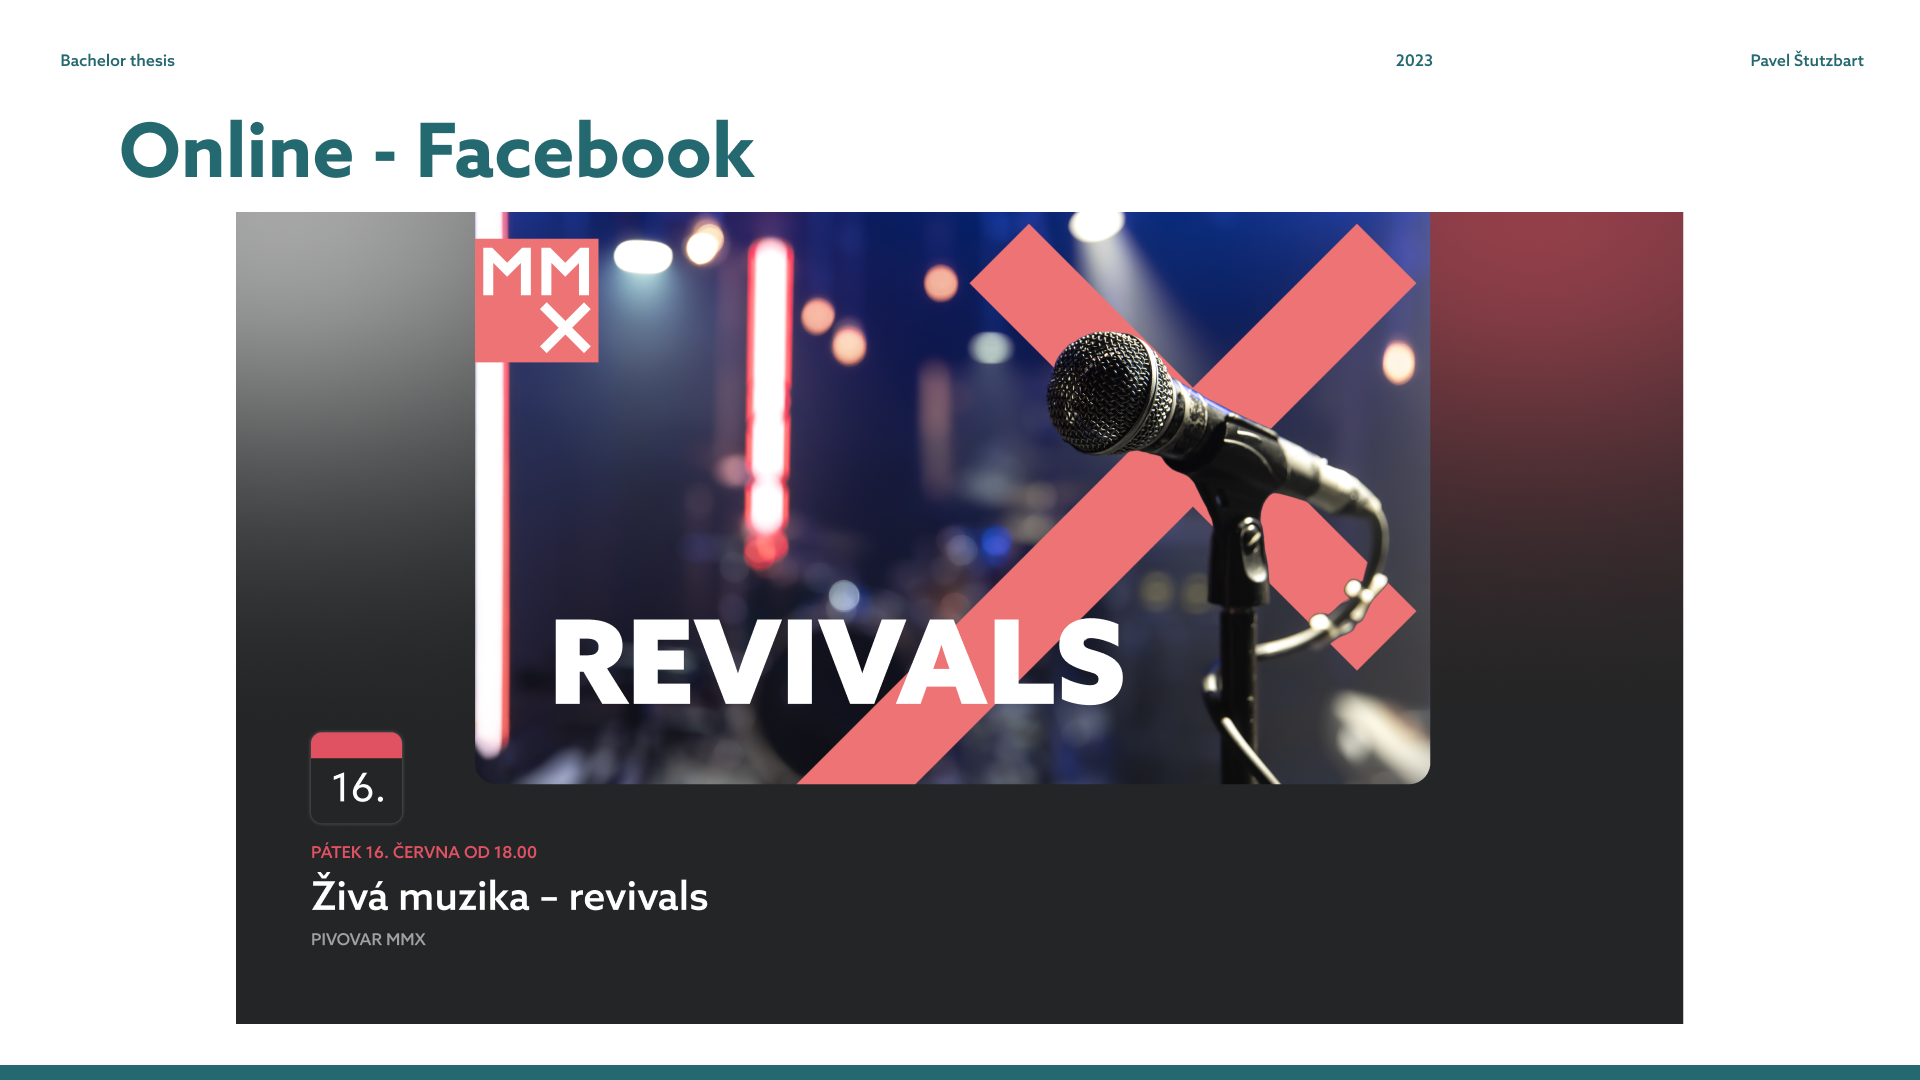 Bachelor thesis
2023
Pavel Štutzbart
Online - Facebook
MM
X
REVIVALS
16.
PÁTEK 16. ČERVNA OD 18.00
Živá muzika – revivals
PIVOVAR MMX